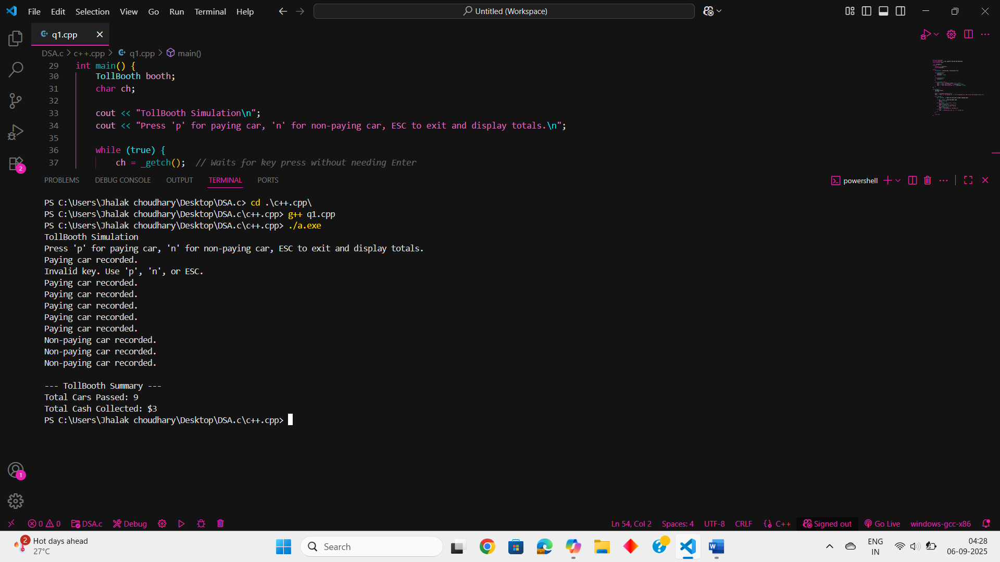 File Edit Selection View Go Run Terminal Help Untitled (Workspace)
q1.cpp
DSA.c > c++.cpp > q1.cpp > main()
29 int main() {
30 TollBooth booth;
31 char ch;
32
33 cout << "TollBooth Simulation\n";
34 cout << "Press 'p' for paying car, 'n' for non-paying car, ESC to exit and display totals.\n";
35
36 while (true) {
37 ch = _getch(); // Waits for key press without needing Enter
2
PROBLEMS DEBUG CONSOLE OUTPUT TERMINAL PORTS powershell
PS C:\Users\Jhalak choudhary\Desktop\DSA.c> cd .\c++.cpp\
PS C:\Users\Jhalak choudhary\Desktop\DSA.c\c++.cpp> g++ q1.cpp
PS C:\Users\Jhalak choudhary\Desktop\DSA.c\c++.cpp> ./a.exe
TollBooth Simulation
Press 'p' for paying car, 'n' for non-paying car, ESC to exit and display totals.
Paying car recorded.
Invalid key. Use 'p', 'n', or ESC.
Paying car recorded.
Paying car recorded.
Paying car recorded.
Paying car recorded.
Paying car recorded.
Non-paying car recorded.
Non-paying car recorded.
Non-paying car recorded.
--- TollBooth Summary ---
Total Cars Passed: 9
Total Cash Collected: $3
PS C:\Users\Jhalak choudhary\Desktop\DSA.c\c++.cpp>
1
0 0 DSA.c Debug Ln 54, Col 2 Spaces: 4 UTF-8 CRLF {} C++ Signed out Go Live windows-gcc-x86
2 Hot days ahead
27°C
Search
ENG
IN
04:28
06-09-2025